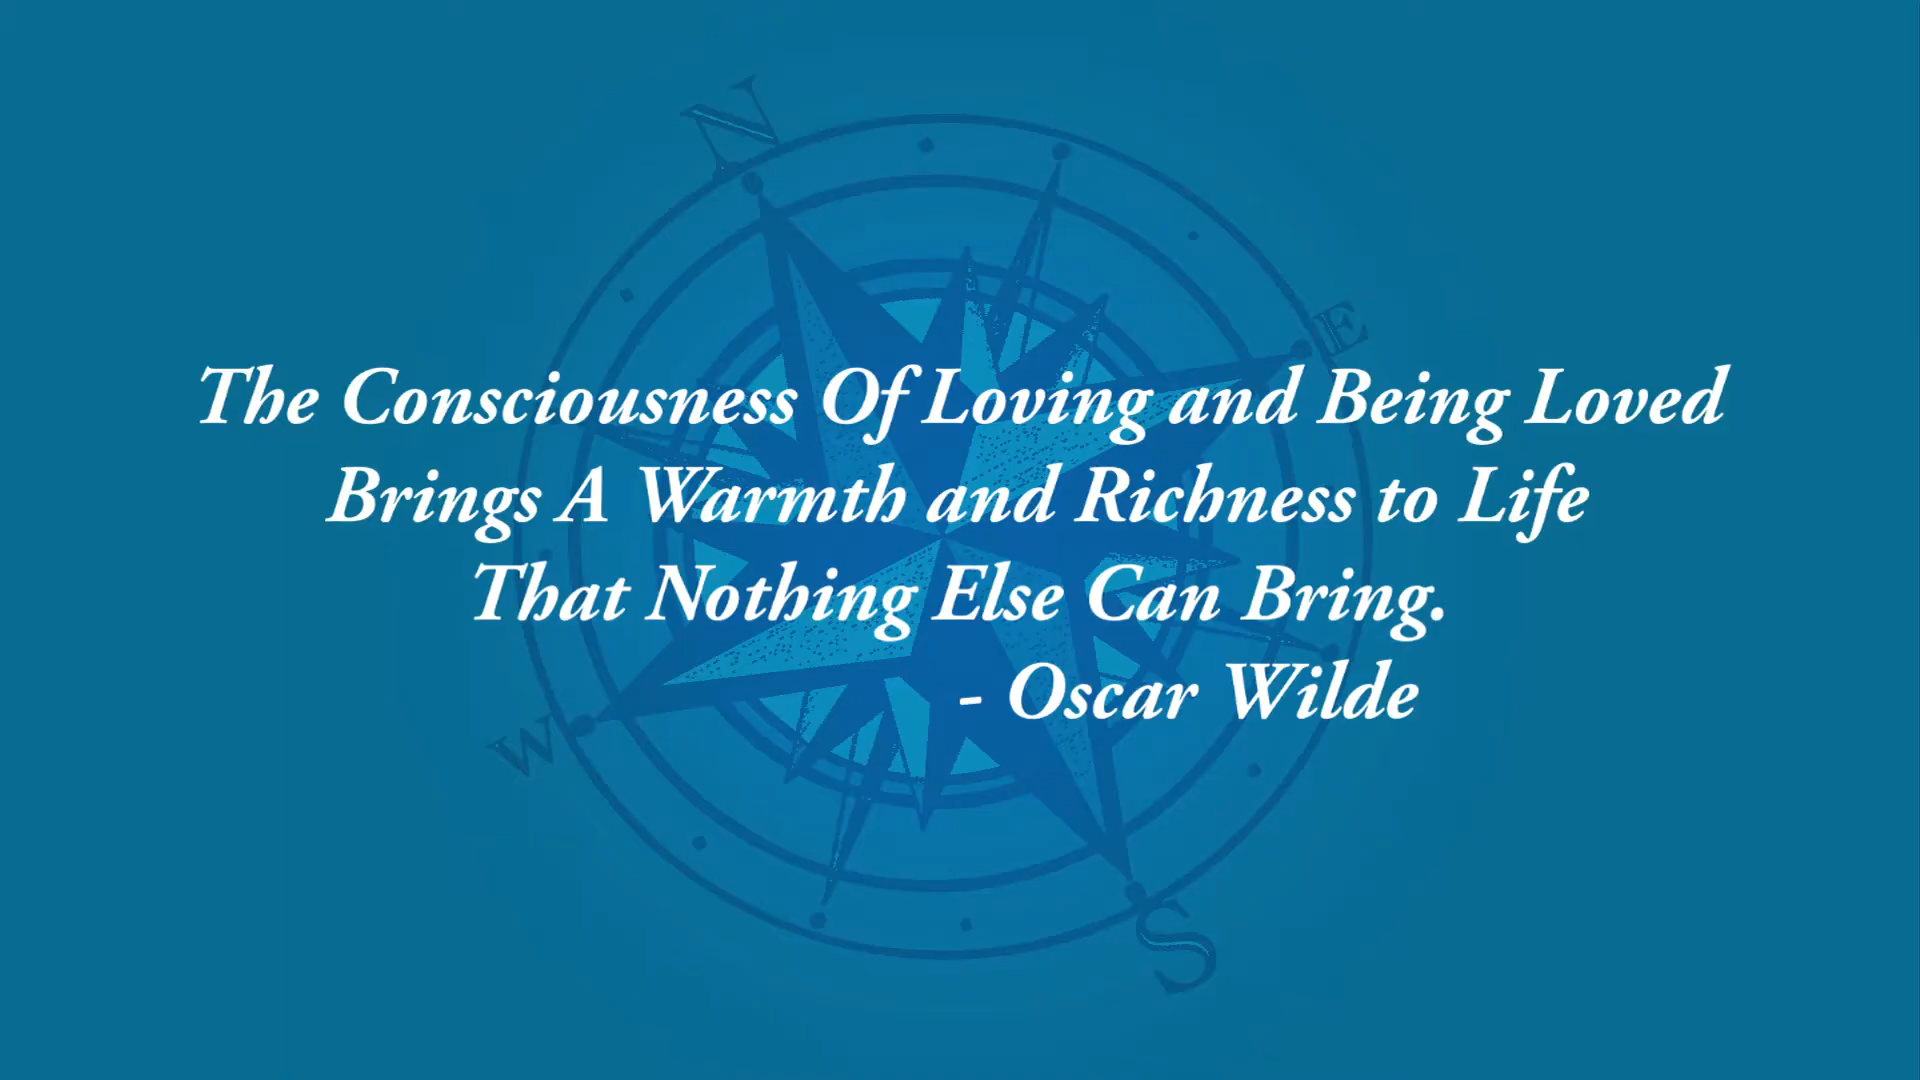 N
E
The Consciousness Of Loving and Being Loved
Brings A Warmth and Richness to Life
That Nothing Else Can Bring.
- Oscar Wilde
W
S